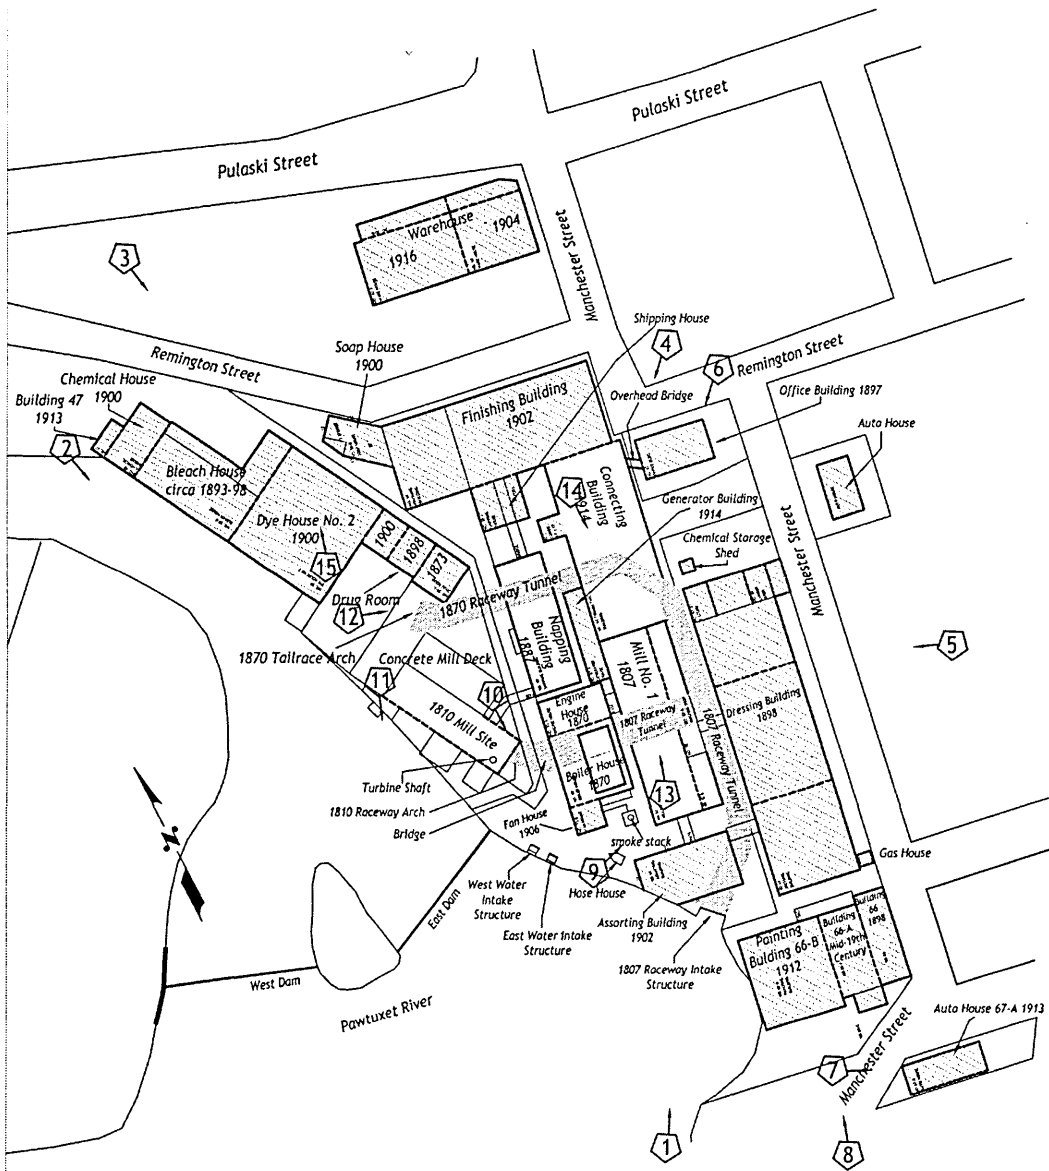 Pulaski Street
Pulaski Street
Manchester Street
Warehouse
1904
1916
3
Shipping House
4
Remington Street
6
Soap House
1900
Remington Street
Overhead Bridge
Office Building 1897
Chemical House
1900
Building 47
1913
2
Finishing Building
1902
Auto House
Bleach House
circa 1893-98
14
Connecting
Building
1914
Generator Building
1914
Dye House No. 2
1900
15
1900
1898
1873
Chemical Storage
Shed
Manchester Street
Drug Room
12
1870 Raceway Tunnel
1870 Tailrace Arch
Concrete Mill Deck
Napping
Building
1887
Mill No. 1
1807
5
11
10
1810 Mill Site
Engine
House
1870
1807 Raceway
Tunnel
1807 Raceway Tunnel
Dressing Building
1898
Turbine Shaft
1810 Raceway Arch
Bridge
Boiler House
1870
13
Fan House
1906
smoke stack
9
Hose House
Gas House
West Water
Intake
Structure
East Water Intake
Structure
Assorting Building
1902
1807 Raceway Intake
Structure
N
East Dam
West Dam
Pawtuxet River
Painting
Bulding 66-B
1912
Building
66-A
Mid-19th
Century
Building
66
1898
Auto House 67-A 1913
7
Manchester Street
1
8